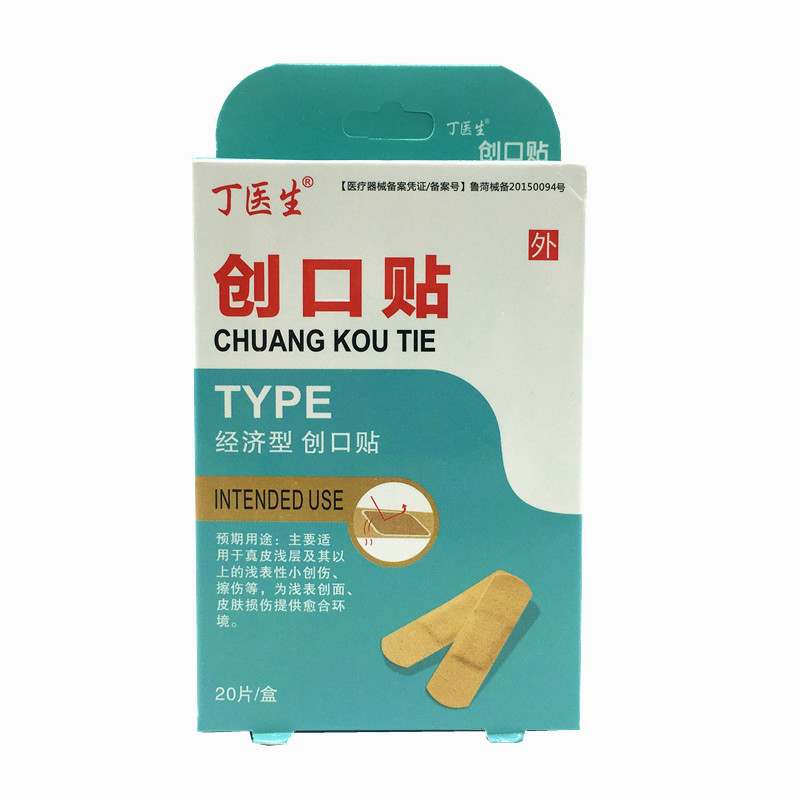 丁医生
创口贴
丁医生®
【医疗器械备案凭证/备案号】鲁菏械备20150094号
外
创口贴
CHUANG KOU TIE
TYPE
经济型 创口贴
INTENDED USE
预期用途：主要适
用于真皮浅层及其以
上的浅表性小创伤、
擦伤等，为浅表创面、
皮肤损伤提供愈合环
境。
20片/盒